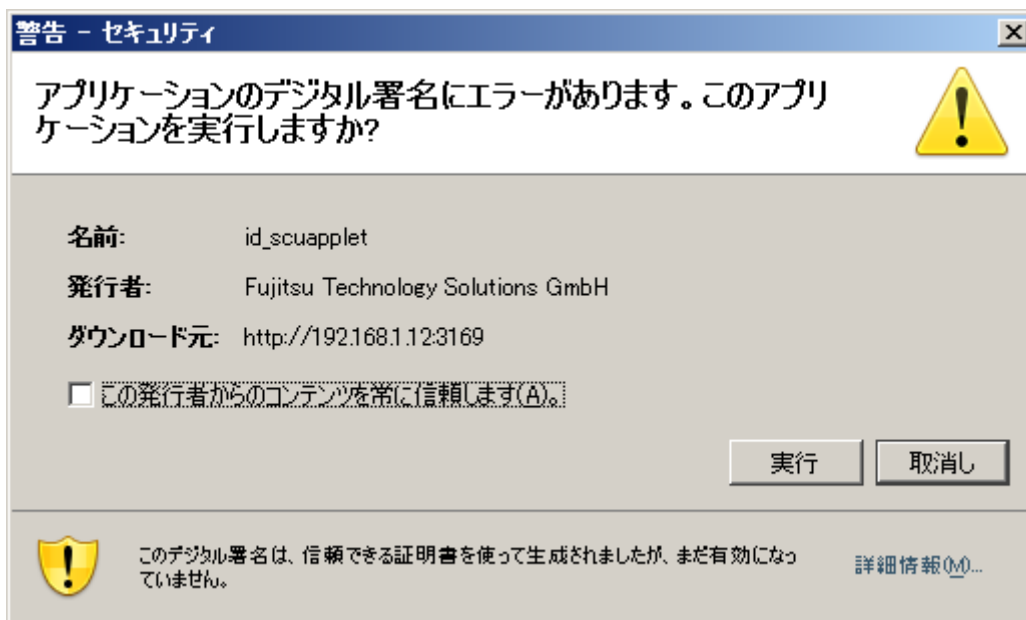 警告 - セキュリティ
アプリケーションのデジタル署名にエラーがあります。このアプリ
ケーションを実行しますか?
名前: id_scuapplet
発行者: Fujitsu Technology Solutions GmbH
ダウンロード元: http://192.168.1.12:3169
この発行者からのコンテンツを常に信頼します(A)。
実行 取消し
このデジタル署名は、信頼できる証明書を使って生成されましたが、まだ有効になっ
ていません。
詳細情報(M)...